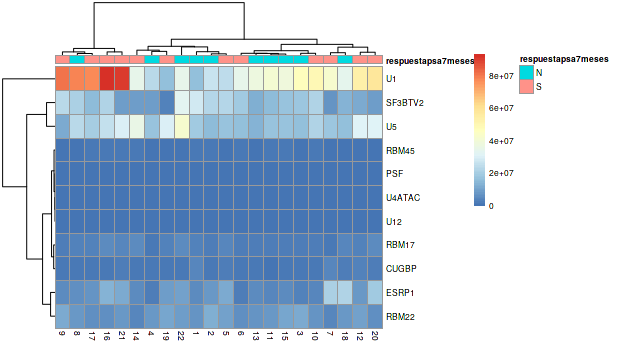 respuestapsa7meses
respuestapsa7meses
N
S
8e+07
6e+07
4e+07
2e+07
0
U1
SF3BTV2
U5
RBM45
PSF
U4ATAC
U12
RBM17
CUGBP
ESRP1
RBM22
9 8 17 16 21 14 4 19 22 1 2 5 6 13 11 15 3 10 7 18 12 20